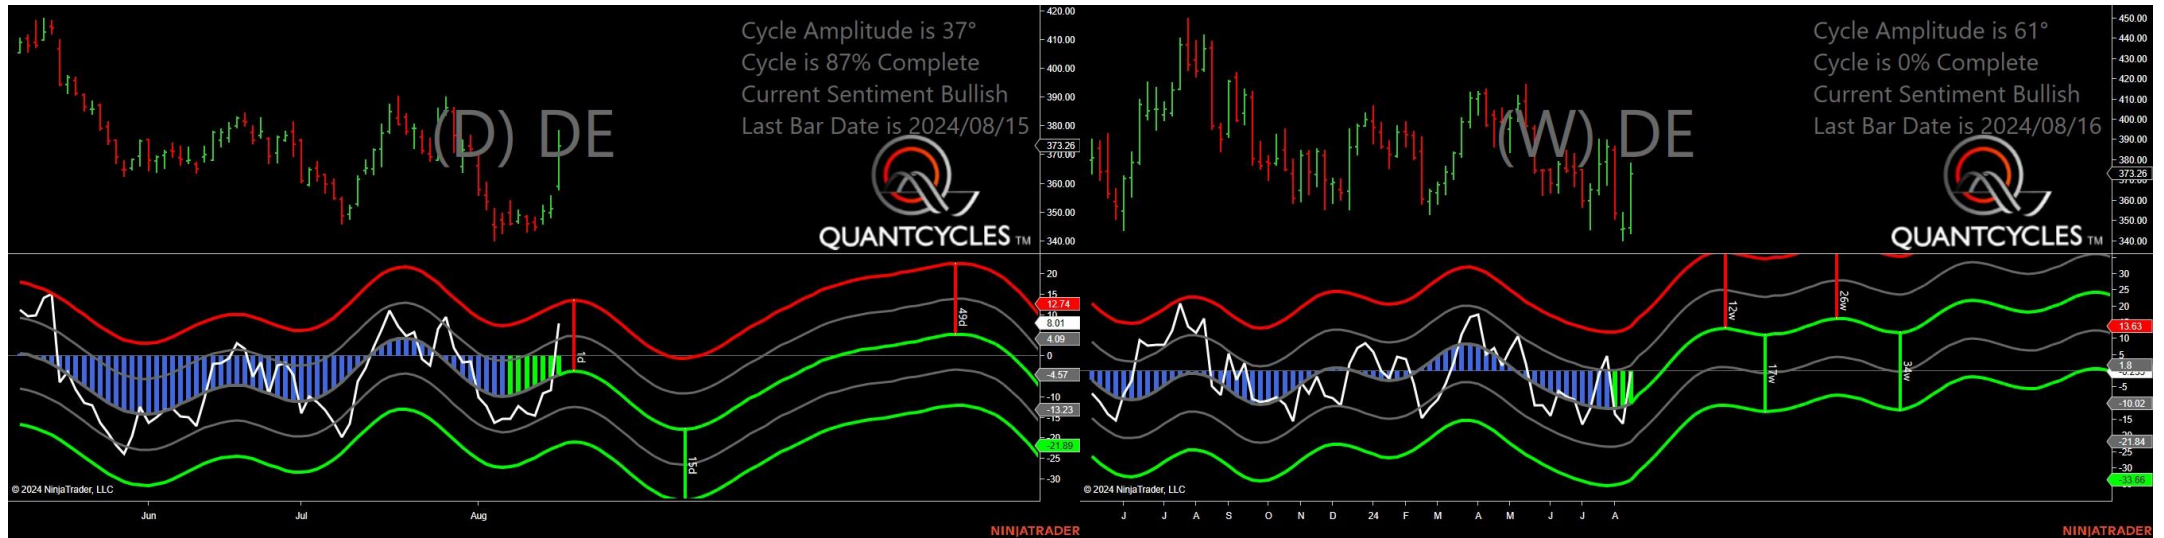 Cycle Amplitude is 37°
Cycle is 87% Complete
Current Sentiment Bullish
Last Bar Date is 2024/08/15
(D) DE
QUANTCYCLES TM
420.00
410.00
400.00
390.00
380.00
373.26
370.00
360.00
350.00
340.00
20
15
12.74
8.01
4.09
0
-4.57
-10
-13.23
-15
-21.89
-25
-30
1d
15d
49d
© 2024 NinjaTrader, LLC
Jun
Jul
Aug
NINJATRADER
Cycle Amplitude is 61°
Cycle is 0% Complete
Current Sentiment Bullish
Last Bar Date is 2024/08/16
(W) DE
QUANTCYCLES TM
450.00
440.00
430.00
420.00
410.00
400.00
390.00
380.00
373.26
360.00
350.00
340.00
30
25
20
13.63
10
5
1.8
-5
-10.02
-15
-21.84
-25
-30
-33.66
12w
17w
26w
34w
© 2024 NinjaTrader, LLC
J
J
A
S
O
N
D
24
F
M
A
M
J
J
A
NINJATRADER